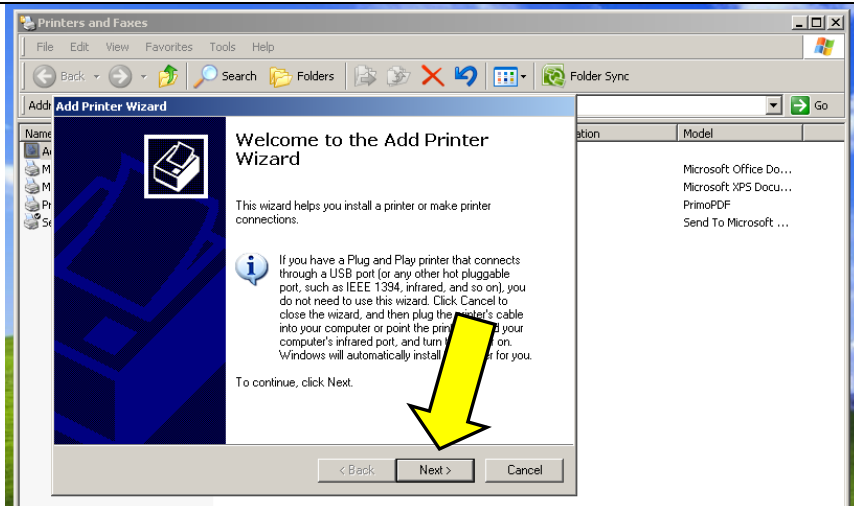 Printers and Faxes
File Edit View Favorites Tools Help
Back Search Folders Folder Sync
Addr Go
Add Printer Wizard
Name ation Model
Welcome to the Add Printer
Wizard
This wizard helps you install a printer or make printer
connections.
If you have a Plug and Play printer that connects
through a USB port (or any other hot pluggable
port, such as IEEE 1394, infrared, and so on), you
do not need to use this wizard. Click Cancel to
close the wizard, and then plug the printer's cable
into your computer or point the prin d your
computer's infrared port, and turn on.
Windows will automatically install for you.
To continue, click Next.
< Back Next > Cancel
A
M Microsoft Office Do...
M Microsoft XPS Docu...
Pr PrimoPDF
Se Send To Microsoft ...